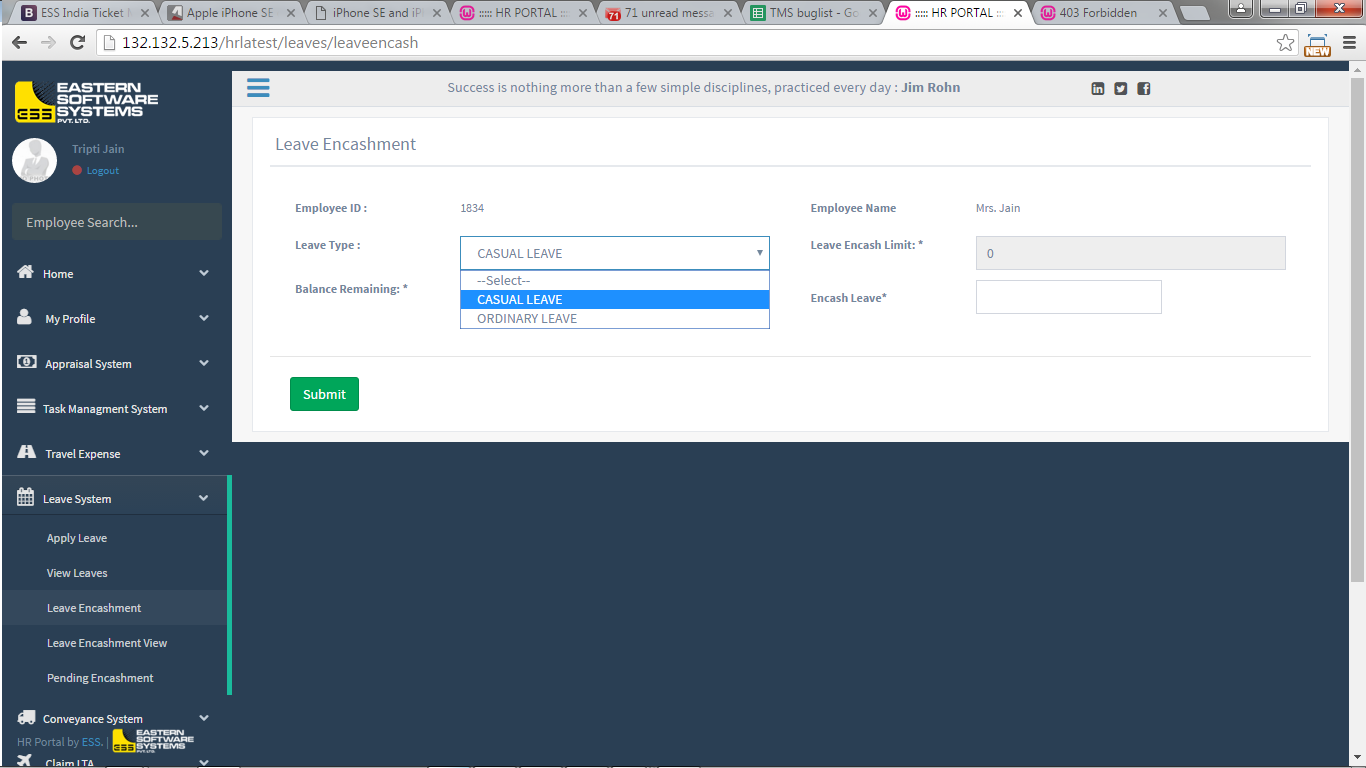 ESS India Ticket
Apple iPhone SE
iPhone SE and iP
::::: HR PORTAL :::
71 unread messa
TMS buglist - Go
::::: HR PORTAL :::
403 Forbidden
132.132.5.213/hrlatest/leaves/leaveencash
NEW
EASTERN
SOFTWARE
SYSTEMS
PVT. LTD.
ESS
Success is nothing more than a few simple disciplines, practiced every day : Jim Rohn
Tripti Jain
Logout
Employee Search...
Home
My Profile
Appraisal System
Task Managment System
Travel Expense
Leave System
Apply Leave
View Leaves
Leave Encashment
Leave Encashment View
Pending Encashment
Conveyance System
HR Portal by ESS. |
ESS EASTERN
SOFTWARE
SYSTEMS
PVT. LTD.
Claim LTA
Leave Encashment
Employee ID : 1834 Employee Name Mrs. Jain
Leave Type : CASUAL LEAVE Leave Encash Limit: * 0
--Select--
CASUAL LEAVE
ORDINARY LEAVE
Balance Remaining: * Encash Leave*
Submit